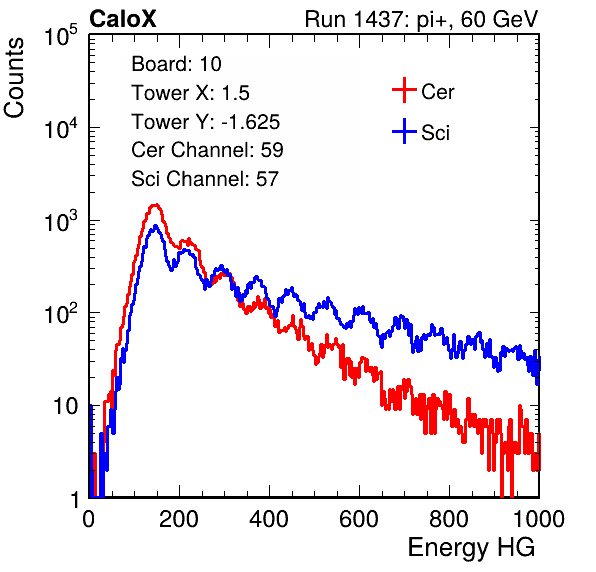 CaloX Run 1437: pi+, 60 GeV
Counts
10^5
10^4
10^3
10^2
10
1
Board: 10
Tower X: 1.5
Tower Y: -1.625
Cer Channel: 59
Sci Channel: 57
Cer
Sci
0 200 400 600 800 1000
Energy HG